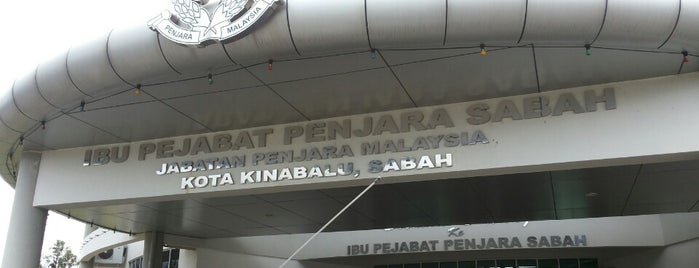 PENJARA MALAYSIA
IBU PEJABAT PENJARA SABAH
JABATAN PENJARA MALAYSIA
KOTA KINABALU, SABAH
IBU PEJABAT PENJARA SABAH